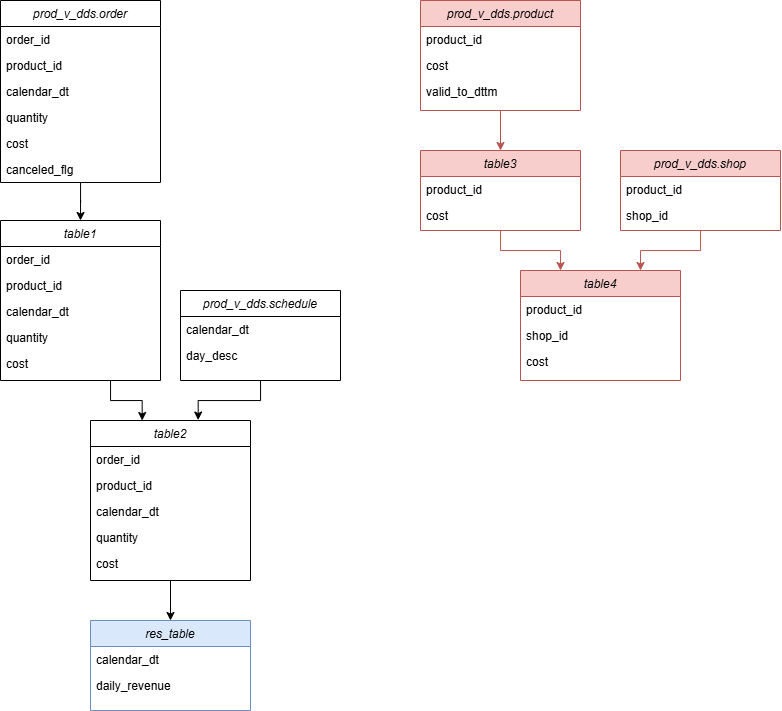 prod_v_dds.order
order_id
product_id
calendar_dt
quantity
cost
canceled_flg
table1
order_id
product_id
calendar_dt
quantity
cost
prod_v_dds.schedule
calendar_dt
day_desc
table2
order_id
product_id
calendar_dt
quantity
cost
res_table
calendar_dt
daily_revenue
prod_v_dds.product
product_id
cost
valid_to_dttm
table3
product_id
cost
prod_v_dds.shop
product_id
shop_id
table4
product_id
shop_id
cost